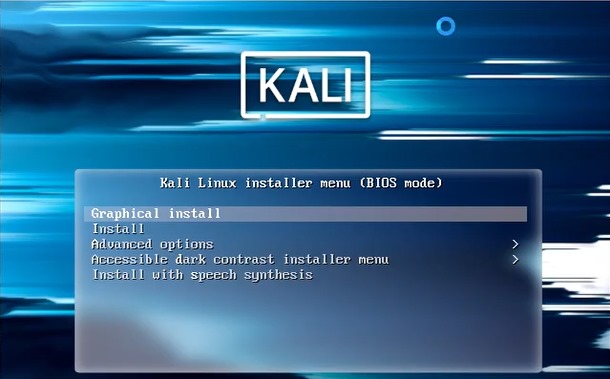 KALI
Kali Linux installer menu (BIOS mode)
Graphical install
Install
Advanced options >
Accessible dark contrast installer menu >
Install with speech synthesis